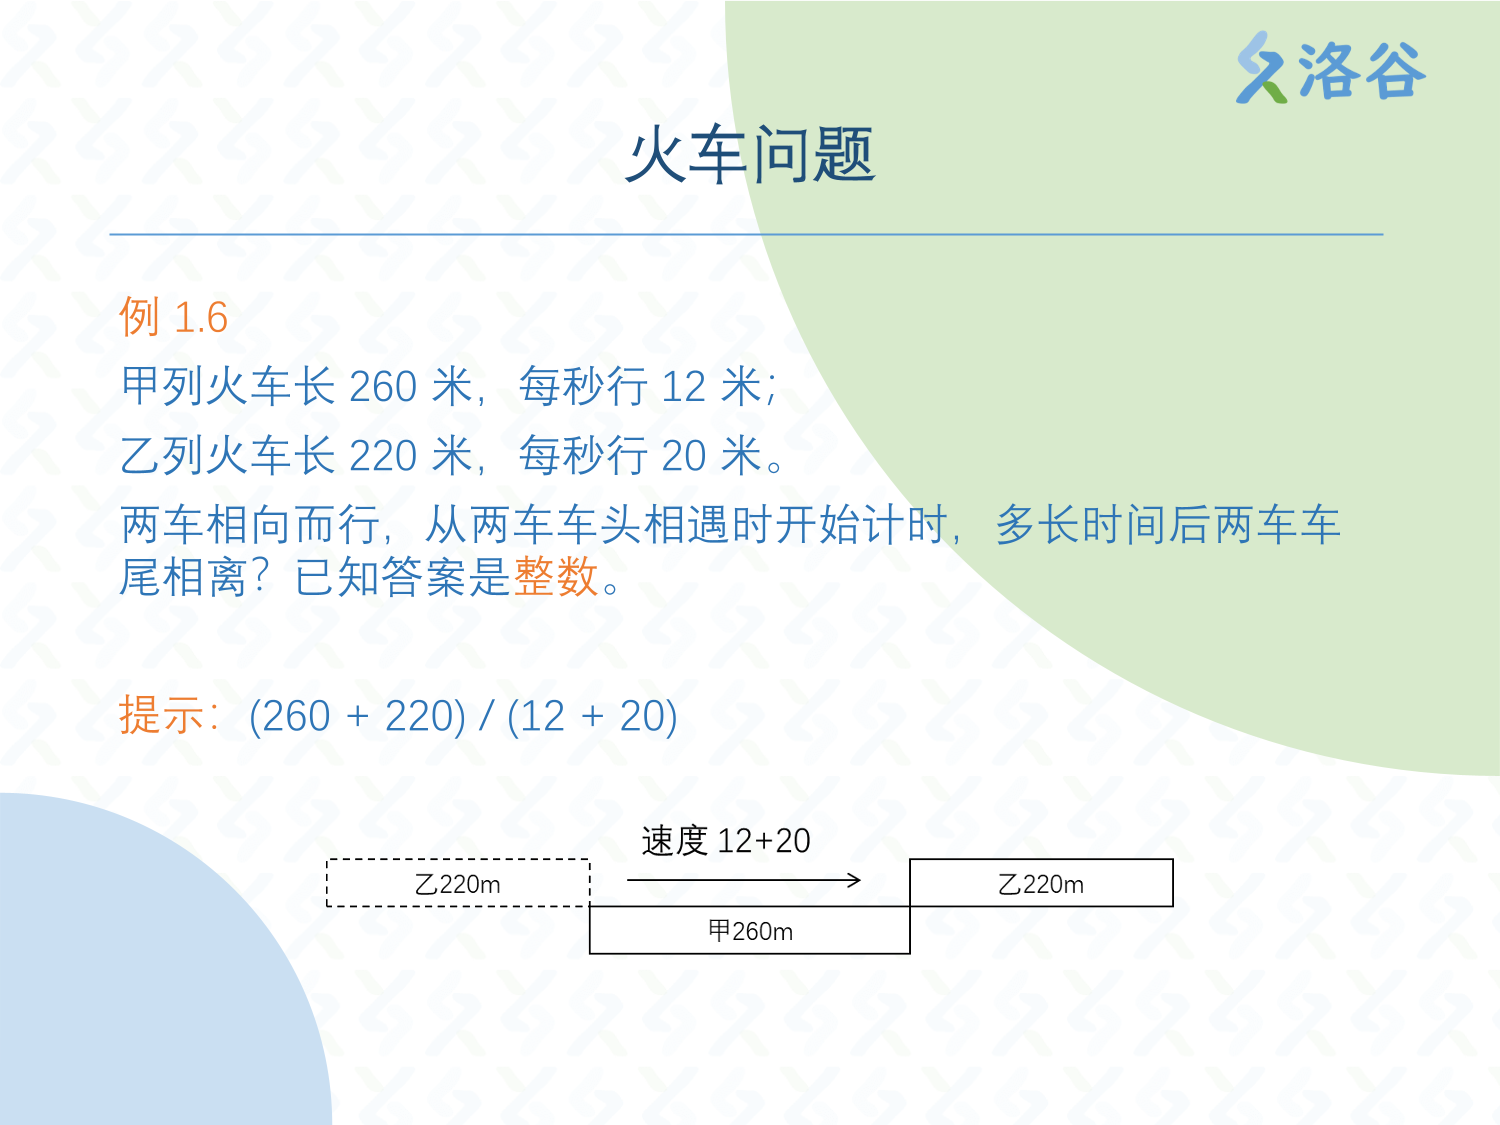 洛谷
火车问题
例 1.6
甲列火车长 260 米，每秒行 12 米；
乙列火车长 220 米，每秒行 20 米。
两车相向而行，从两车车头相遇时开始计时，多长时间后两车车
尾相离？已知答案是整数。
提示：(260 + 220) / (12 + 20)
速度 12+20
乙220m
乙220m
甲260m